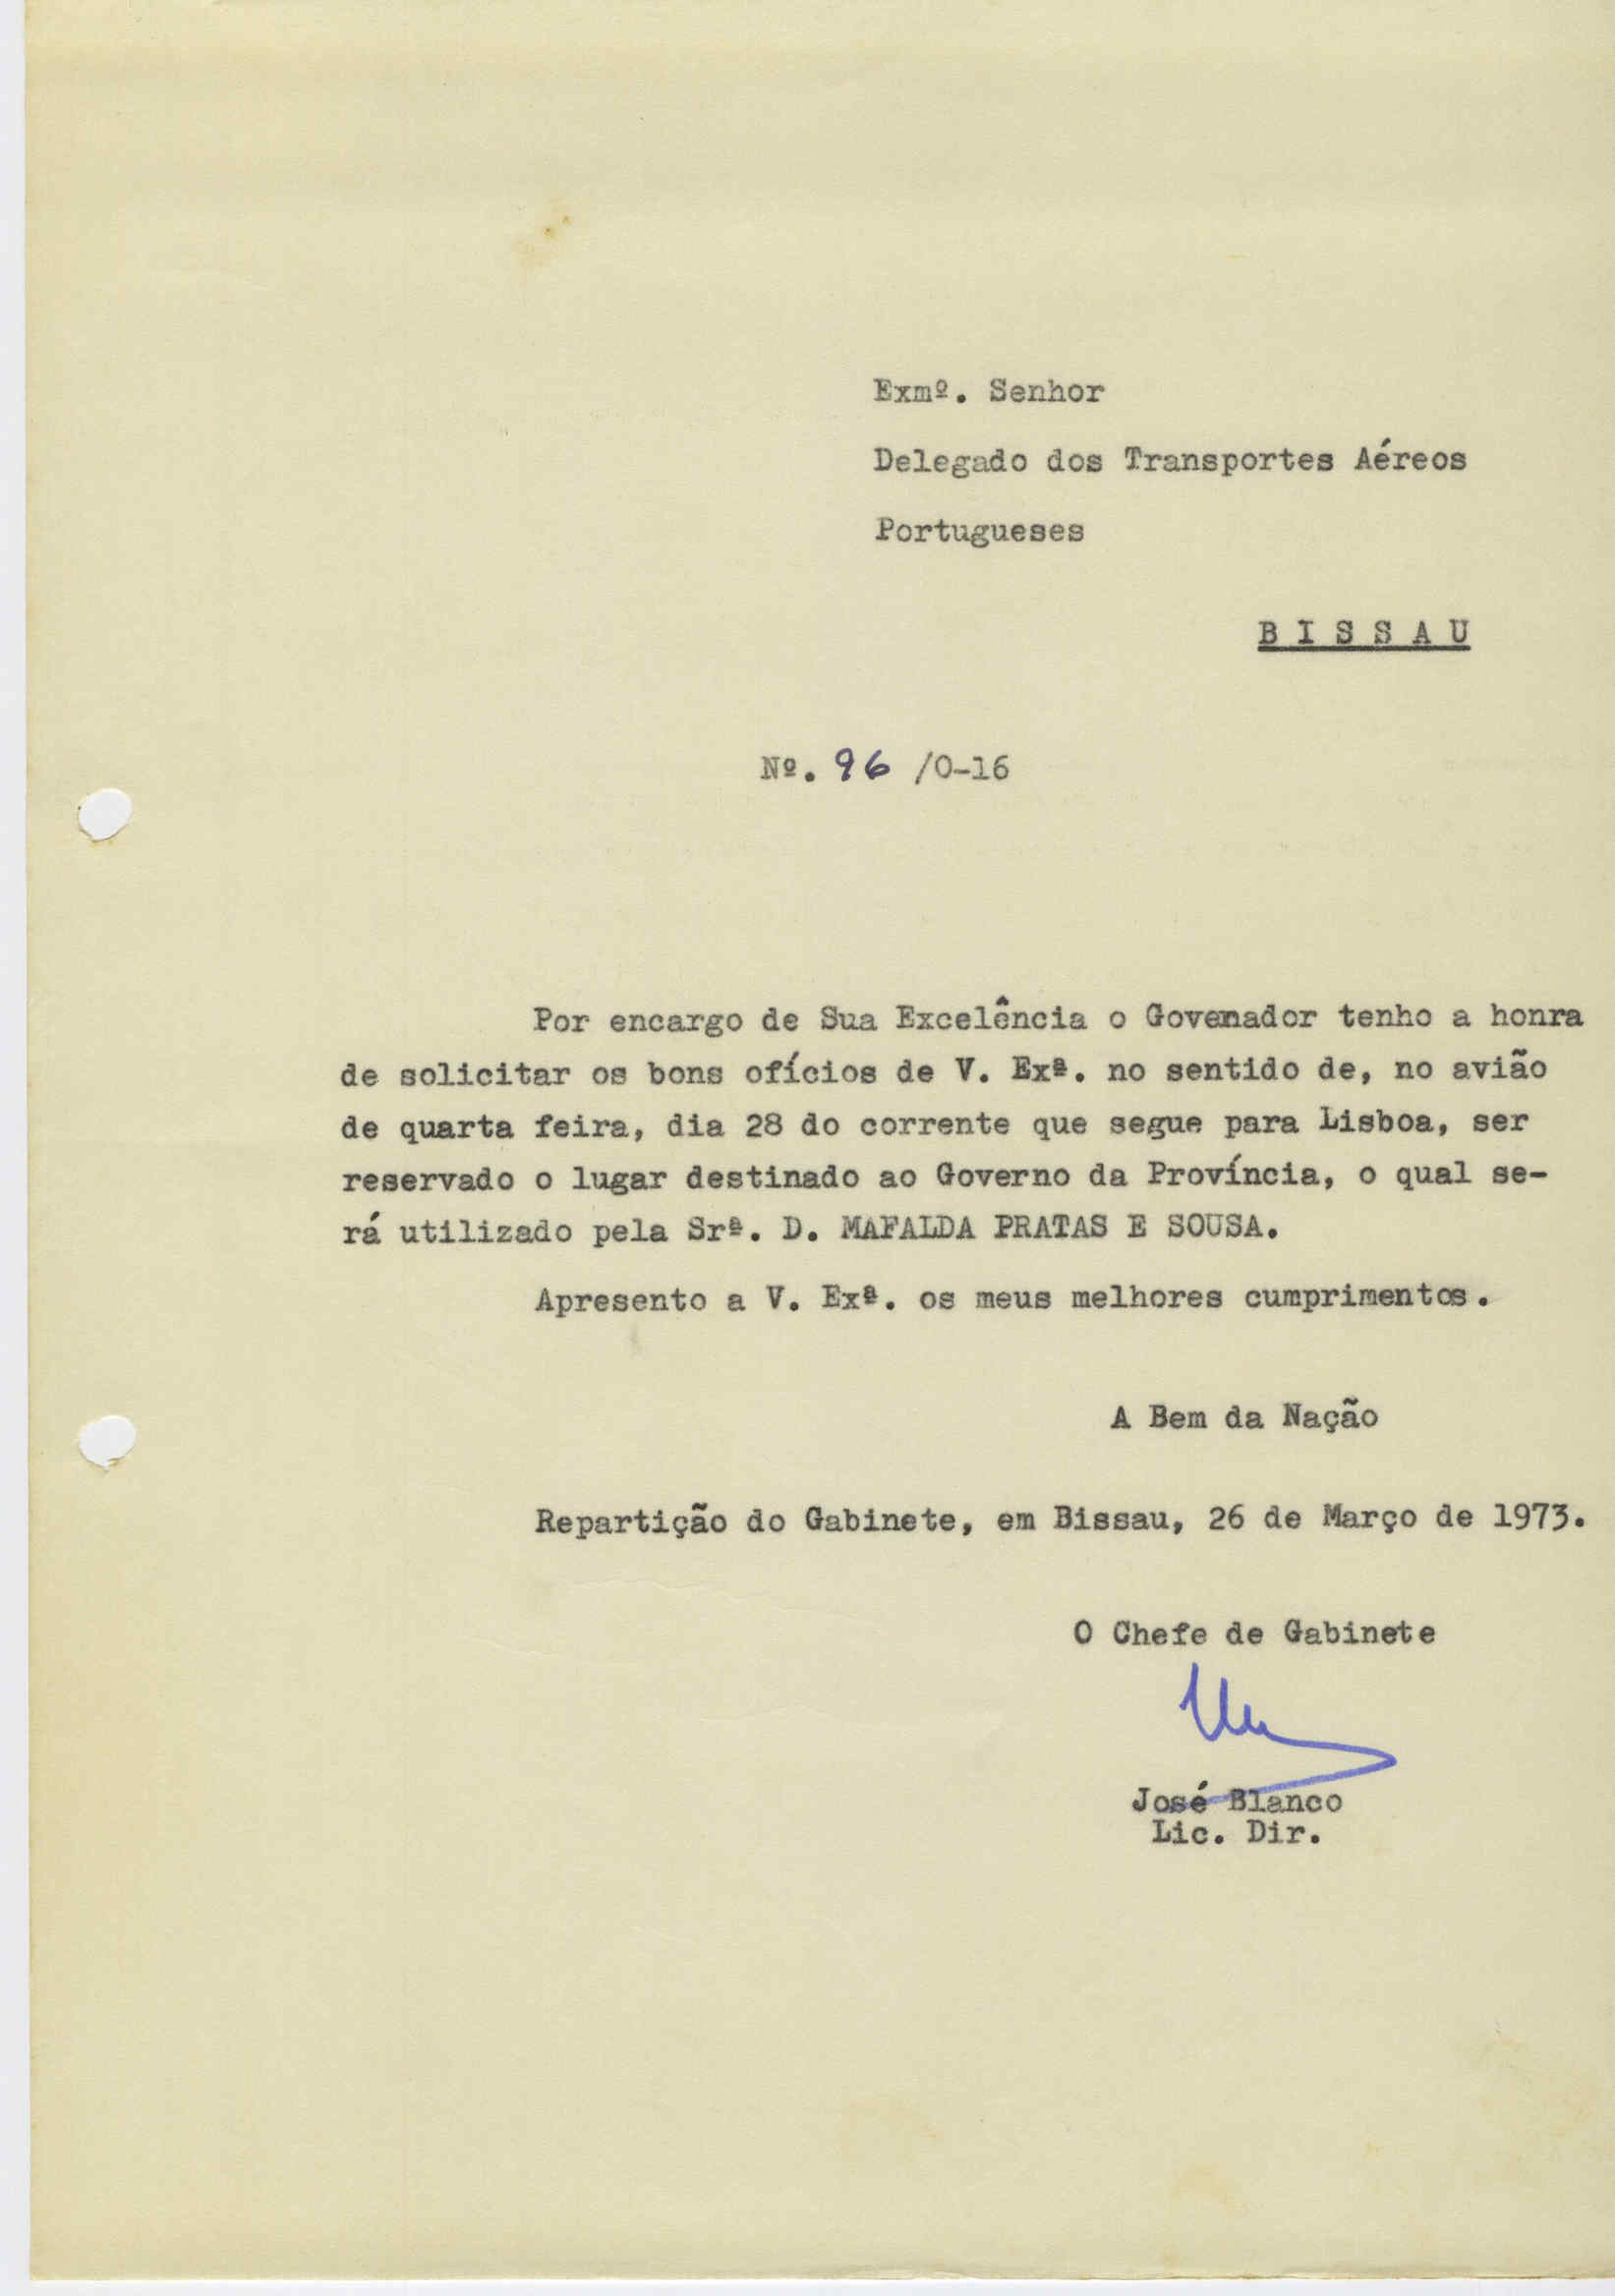 Exmº. Senhor
Delegado dos Transportes Aéreos
Portugueses
B I S S A U
Nº. 96 /O-16
Por encargo de Sua Excelência o Govenador tenho a honra
de solicitar os bons ofícios de V. Exª. no sentido de, no avião
de quarta feira, dia 28 do corrente que segue para Lisboa, ser
reservado o lugar destinado ao Governo da Província, o qual se-
rá utilizado pela Srª. D. MAFALDA PRATAS E SOUSA.
Apresento a V. Exª. os meus melhores cumprimentos.
A Bem da Nação
Repartição do Gabinete, em Bissau, 26 de Março de 1973.
O Chefe de Gabinete
José Blanco
Lic. Dir.